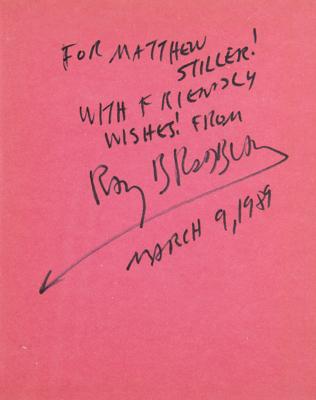 FOR MATTHEW
STILLER!
WITH FRIENDLY
WISHES! FROM
RAY BRADBURY
MARCH 9, 1989